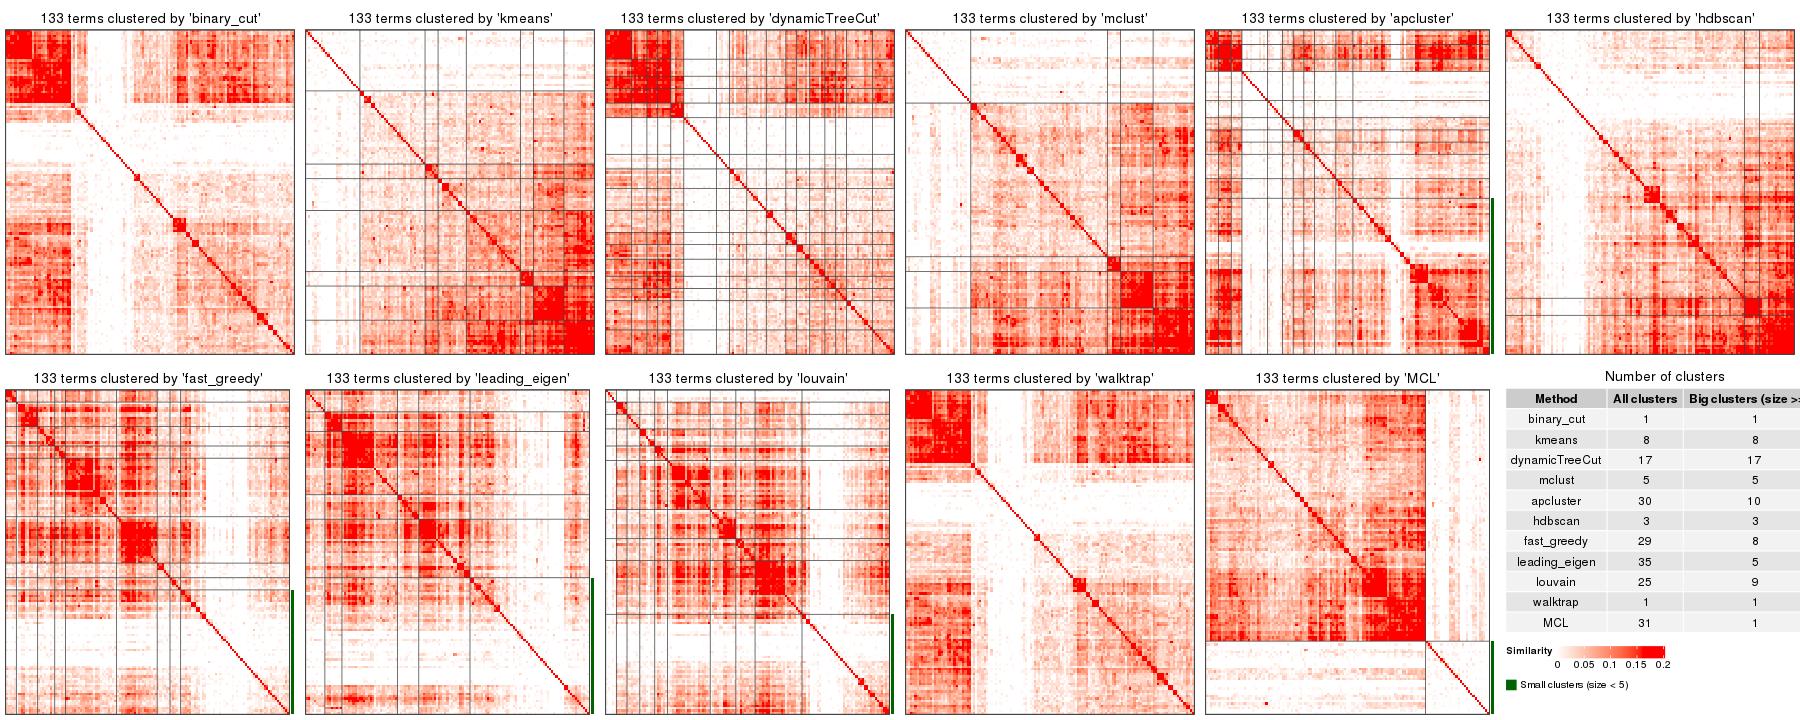 133 terms clustered by 'binary_cut'
133 terms clustered by 'kmeans'
133 terms clustered by 'dynamicTreeCut'
133 terms clustered by 'mclust'
133 terms clustered by 'apcluster'
133 terms clustered by 'hdbscan'
133 terms clustered by 'fast_greedy'
133 terms clustered by 'leading_eigen'
133 terms clustered by 'louvain'
133 terms clustered by 'walktrap'
133 terms clustered by 'MCL'
Number of clusters
Method All clusters Big clusters (size >=
binary_cut 1 1
kmeans 8 8
dynamicTreeCut 17 17
mclust 5 5
apcluster 30 10
hdbscan 3 3
fast_greedy 29 8
leading_eigen 35 5
louvain 25 9
walktrap 1 1
MCL 31 1
Similarity
0 0.05 0.1 0.15 0.2
Small clusters (size < 5)